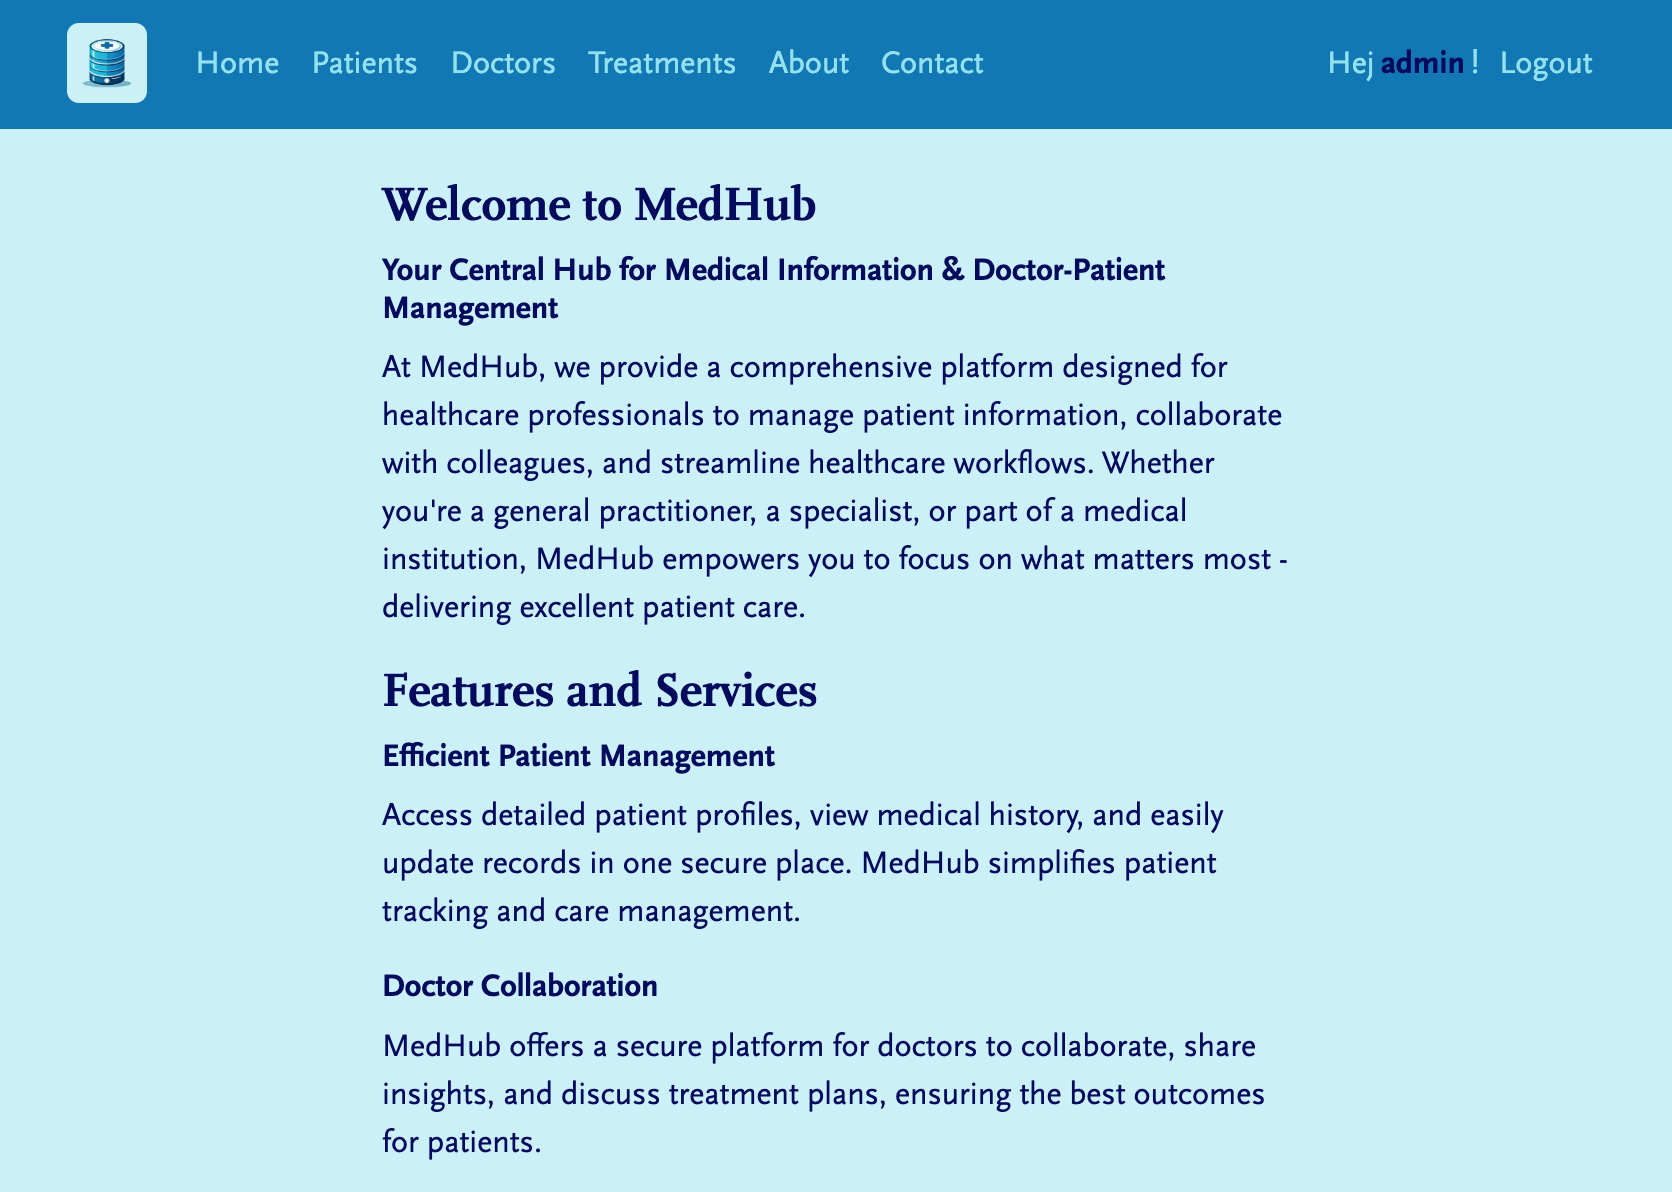 Home Patients Doctors Treatments About Contact Hej admin ! Logout
Welcome to MedHub
Your Central Hub for Medical Information & Doctor-Patient
Management
At MedHub, we provide a comprehensive platform designed for
healthcare professionals to manage patient information, collaborate
with colleagues, and streamline healthcare workflows. Whether
you're a general practitioner, a specialist, or part of a medical
institution, MedHub empowers you to focus on what matters most -
delivering excellent patient care.
Features and Services
Efficient Patient Management
Access detailed patient profiles, view medical history, and easily
update records in one secure place. MedHub simplifies patient
tracking and care management.
Doctor Collaboration
MedHub offers a secure platform for doctors to collaborate, share
insights, and discuss treatment plans, ensuring the best outcomes
for patients.